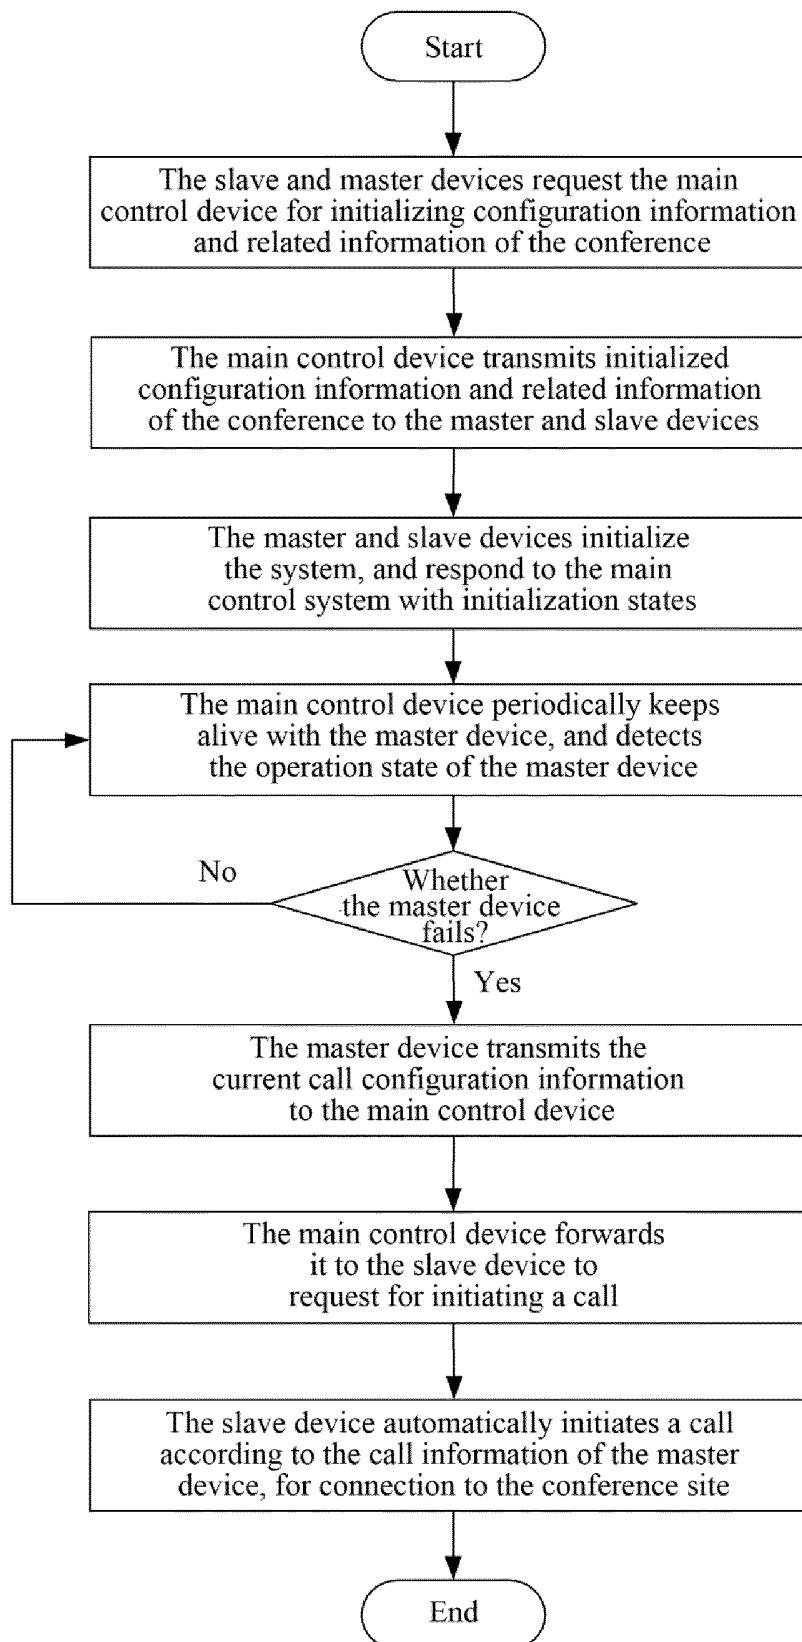 Start
The slave and master devices request the main
control device for initializing configuration information
and related information of the conference
The main control device transmits initialized
configuration information and related information
of the conference to the master and slave devices
The master and slave devices initialize
the system, and respond to the main
control system with initialization states
The main control device periodically keeps
alive with the master device, and detects
the operation state of the master device
No
Whether
the master device
fails?
Yes
The master device transmits the
current call configuration information
to the main control device
The main control device forwards
it to the slave device to
request for initiating a call
The slave device automatically initiates a call
according to the call information of the master
device, for connection to the conference site
End